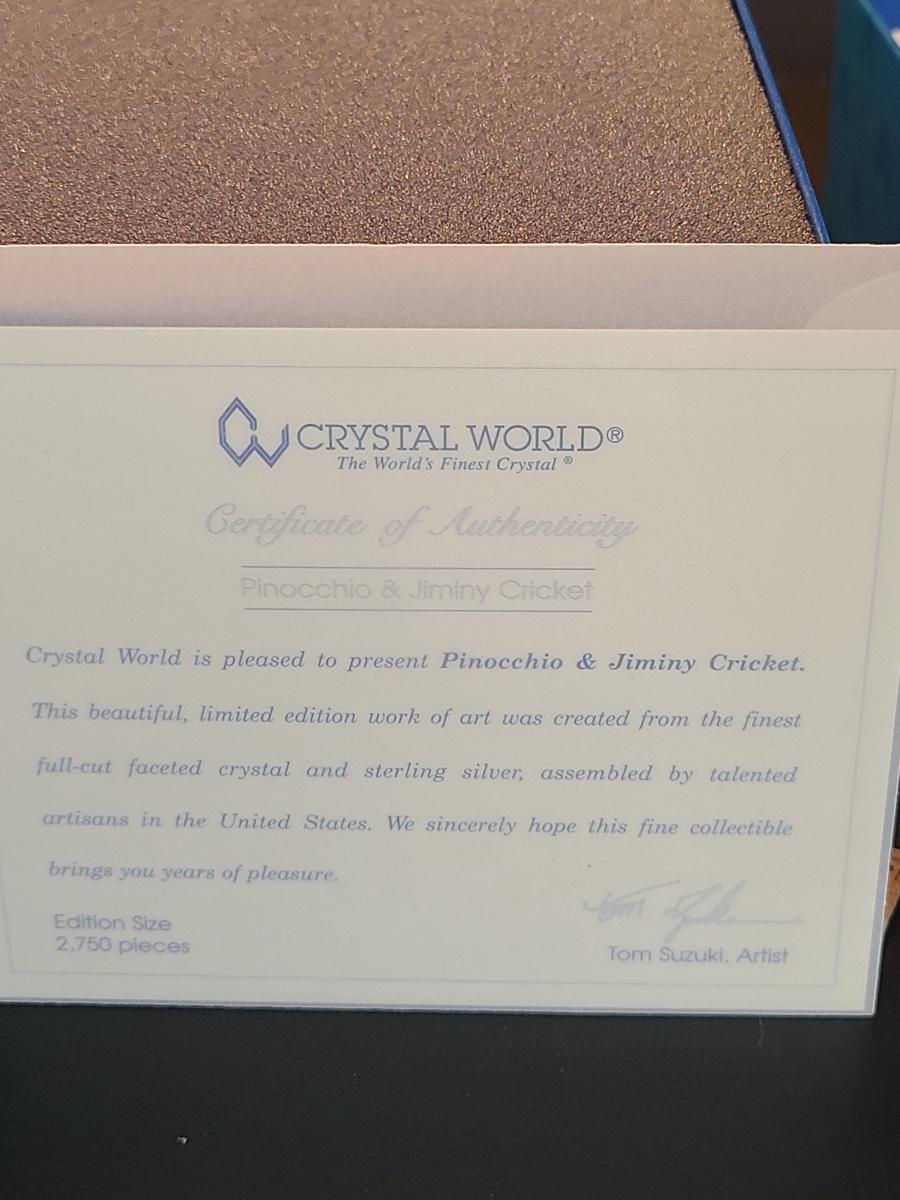 CRYSTAL WORLD®
The World's Finest Crystal ®
Certificate of Authenticity
Pinocchio & Jiminy Cricket
Crystal World is pleased to present Pinocchio & Jiminy Cricket.
This beautiful, limited edition work of art was created from the finest
full-cut faceted crystal and sterling silver, assembled by talented
artisans in the United States. We sincerely hope this fine collectible
brings you years of pleasure.
Edition Size
2,750 pieces
Tom Suzuki
Tom Suzuki, Artist